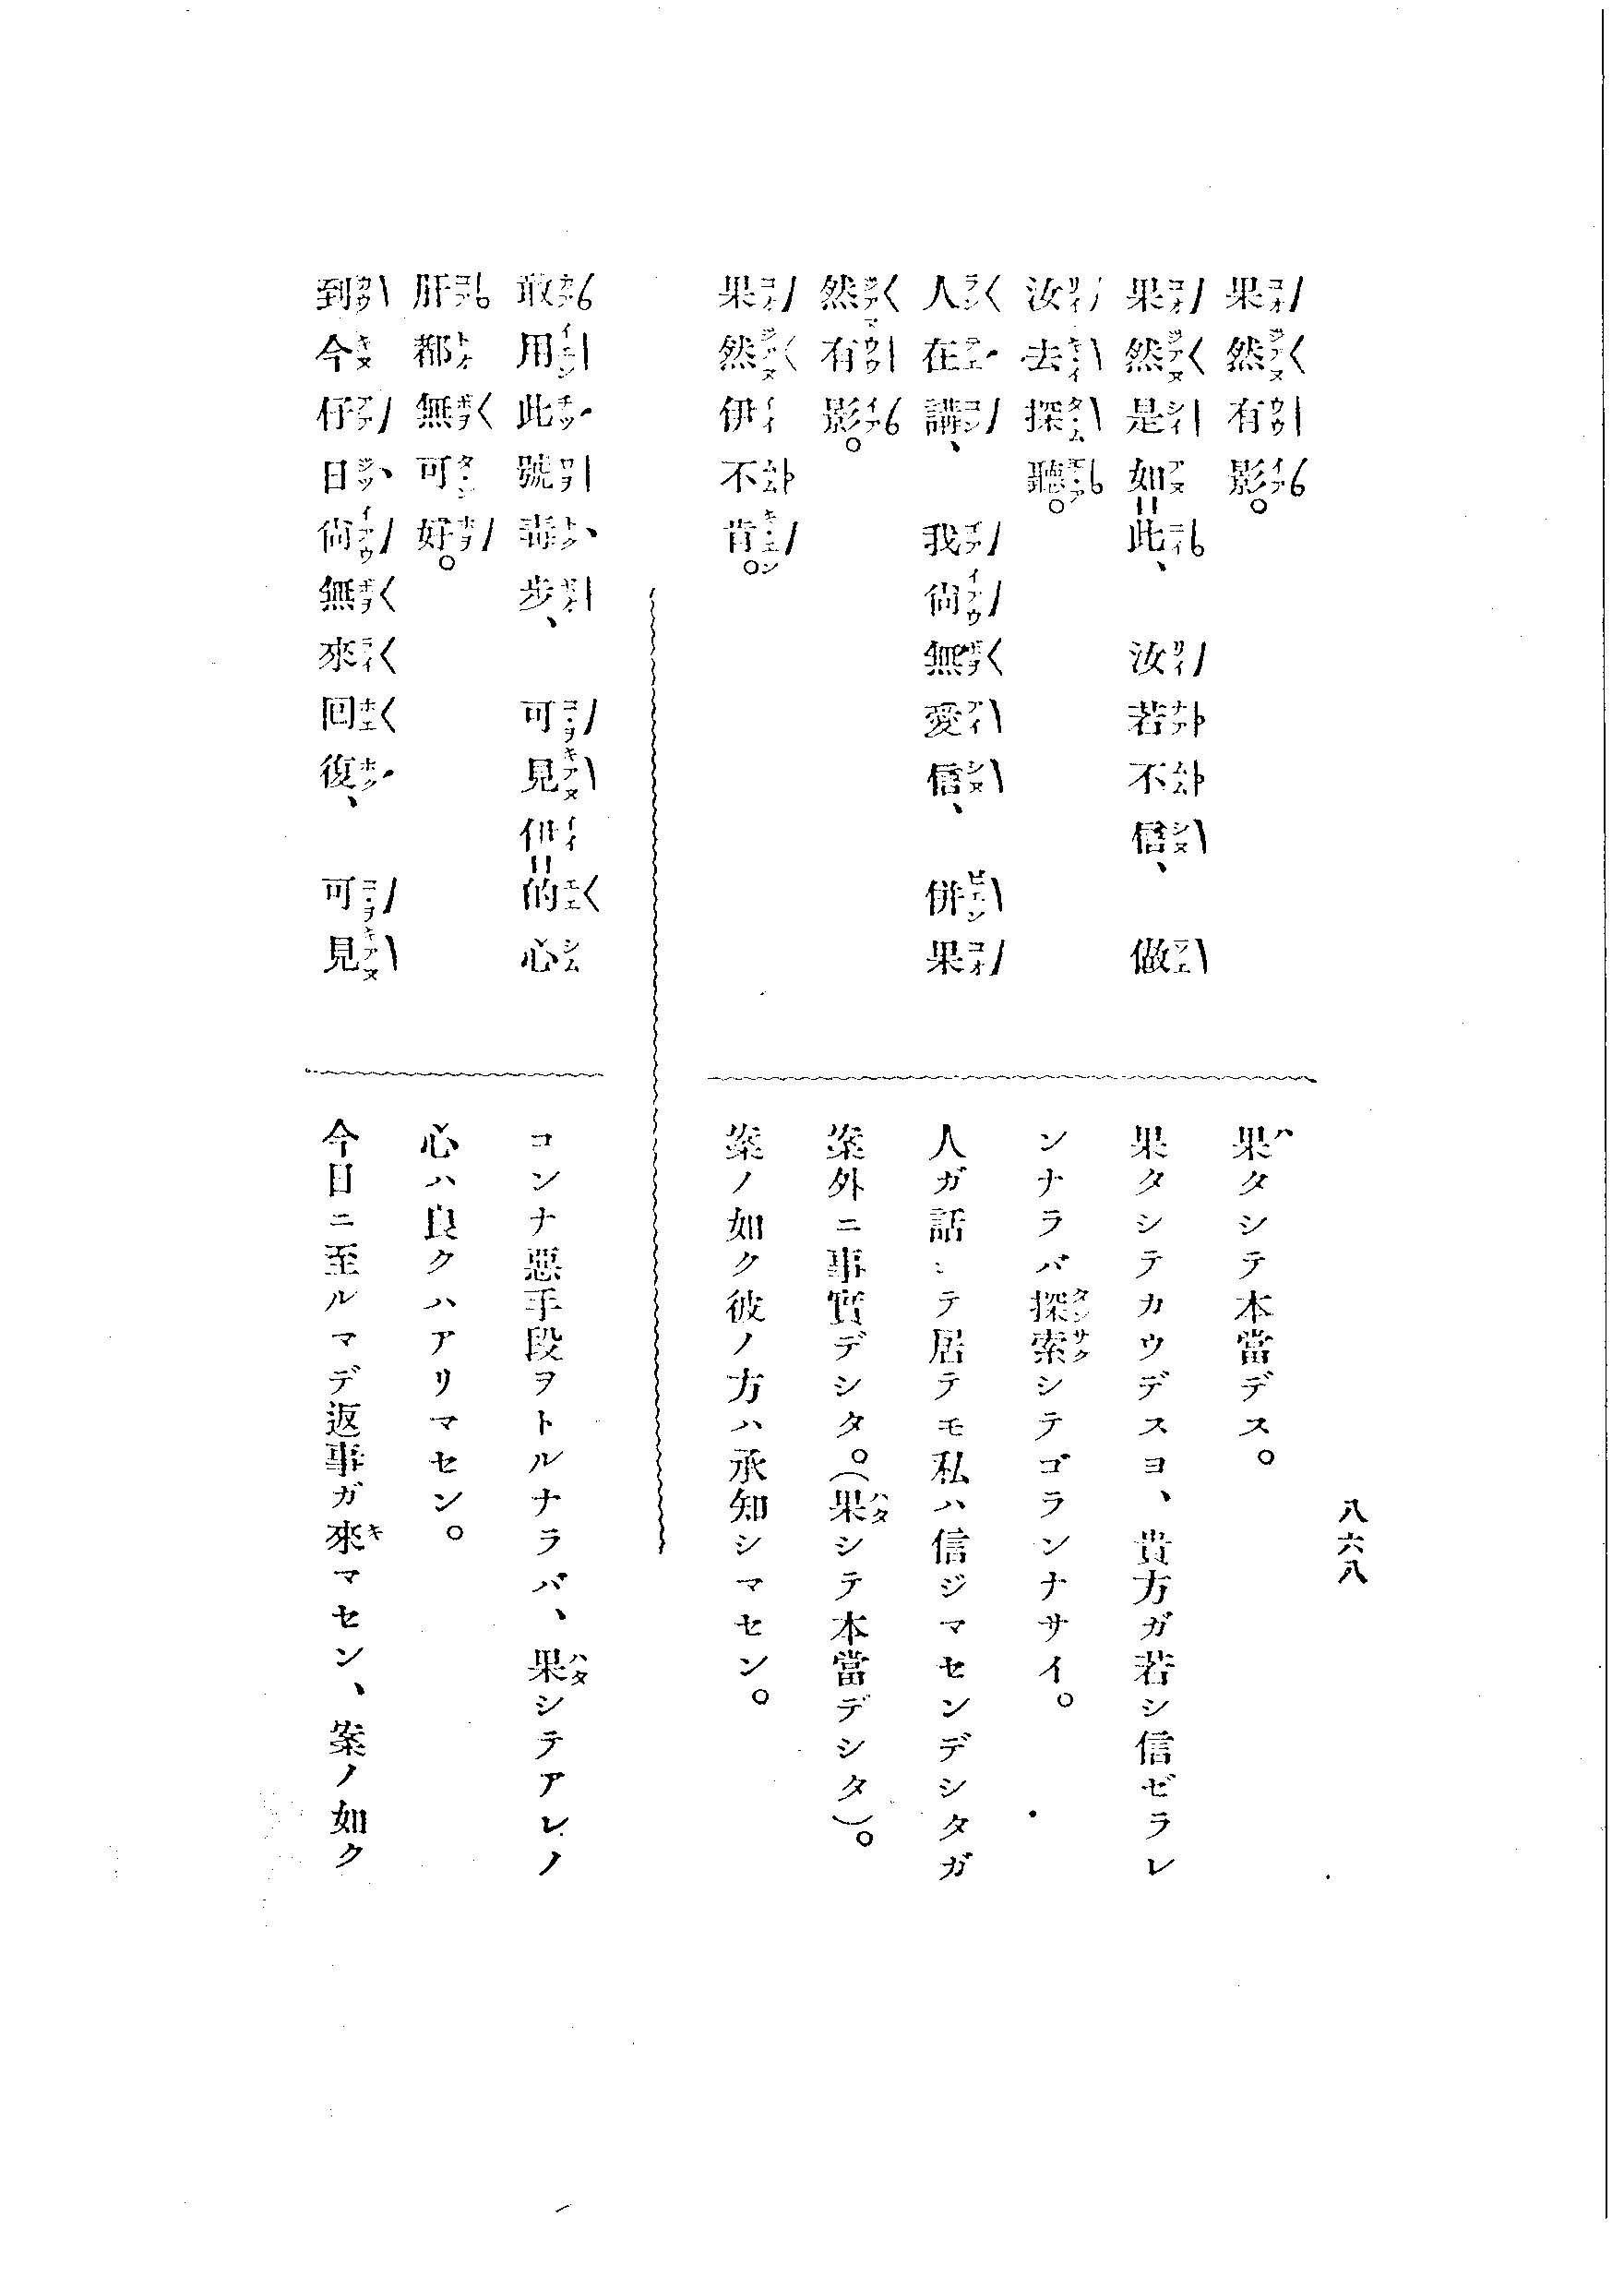 八六八
果然有影。
果然是如=此、汝若不信、做
汝去探聽。
人在講、我尙無愛信、併果
然有影。
果然伊不肯。
敢用此號毒步、可見伊=的心
肝都無可好。
到今仔日尙無來回復、可見
果タシテ本當デス。
果タシテカウデスヨ、貴方ガ若シ信ゼラレ
ンナラバ探索シテゴランナサイ。
人ガ話シテ居テモ私ハ信ジマセンデシタガ
案外ニ事實デシタ。(果シテ本當デシタ)。
案ノ如ク彼ノ方ハ承知シマセン。
コンナ惡手段ヲトルナラバ、果シテアレノ
心ハ良クハアリマセン。
今日ニ至ルマデ返事ガ來マセン、案ノ如ク